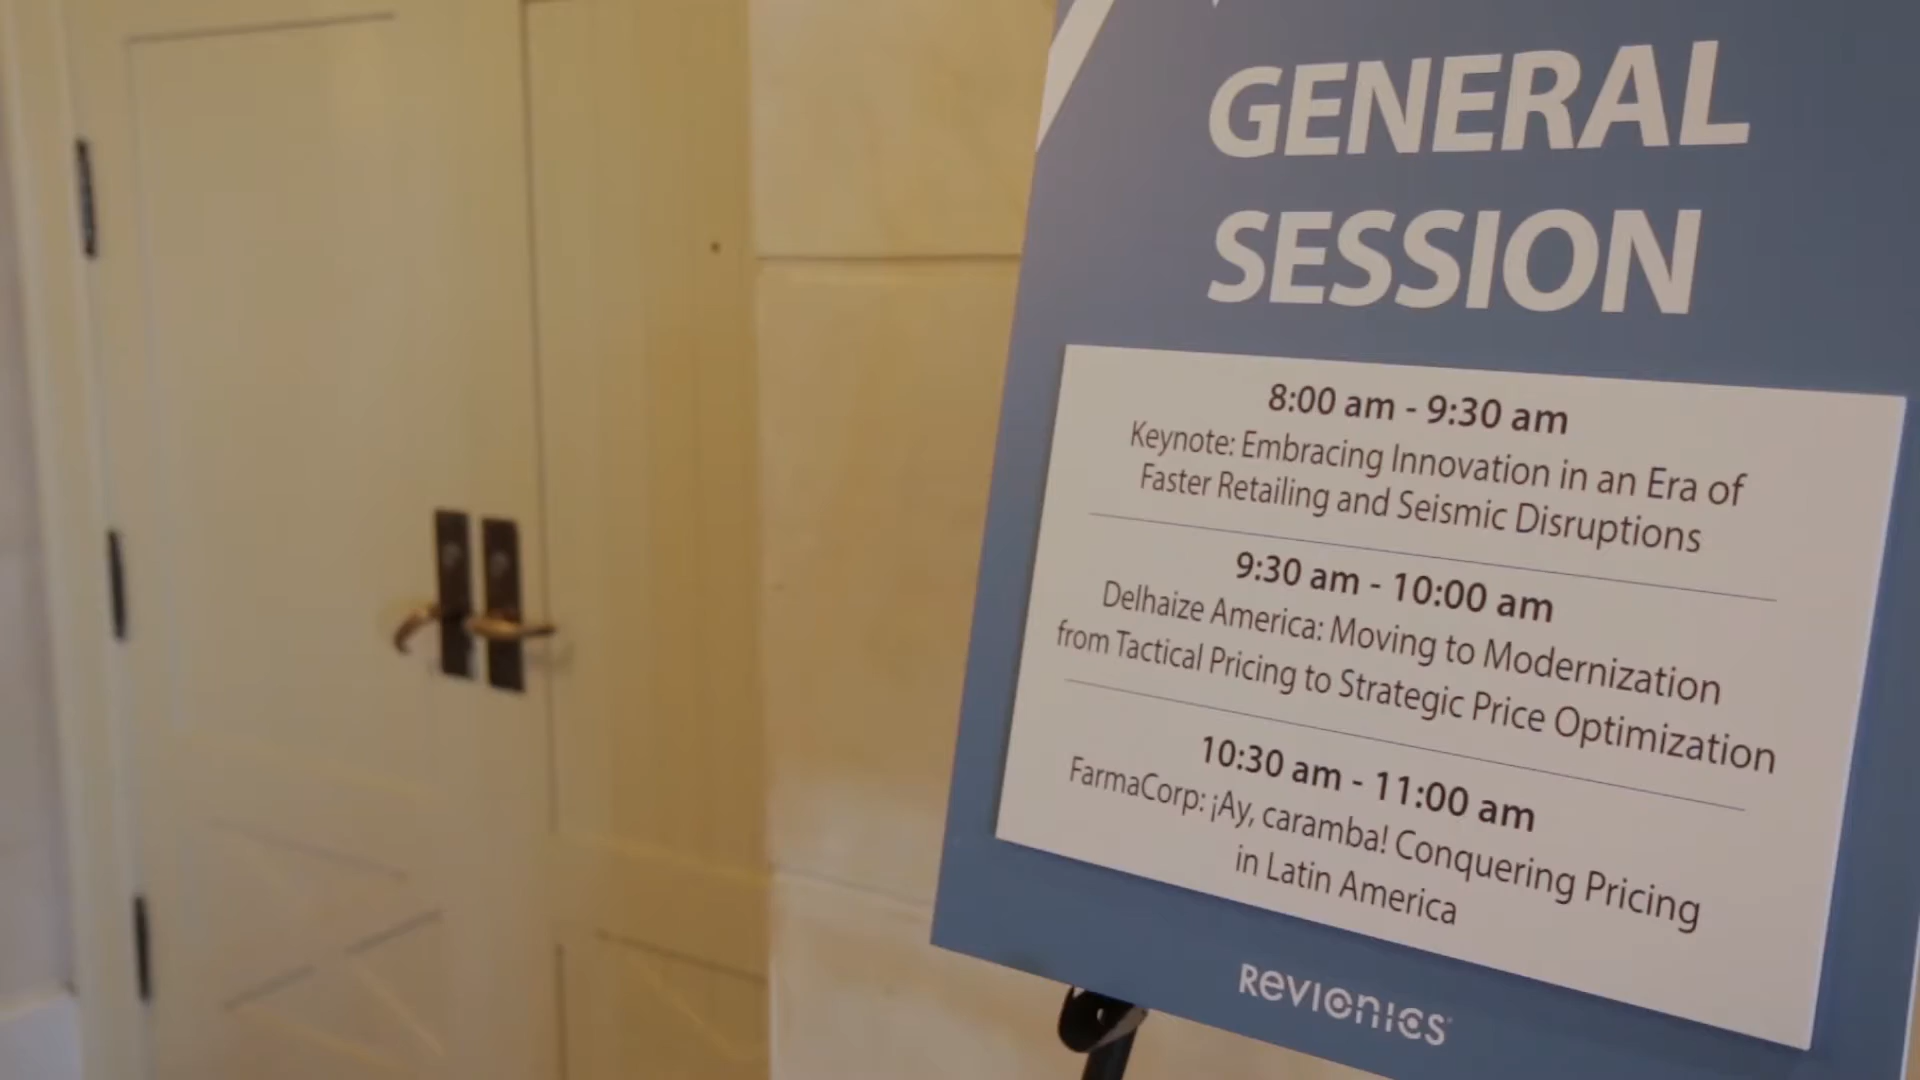 GENERAL
SESSION
8:00 am - 9:30 am
Keynote: Embracing Innovation in an Era of
Faster Retailing and Seismic Disruptions
9:30 am - 10:00 am
Delhaize America: Moving to Modernization
from Tactical Pricing to Strategic Price Optimization
10:30 am - 11:00 am
FarmaCorp: ¡Ay, caramba! Conquering Pricing
in Latin America
REVIONICS